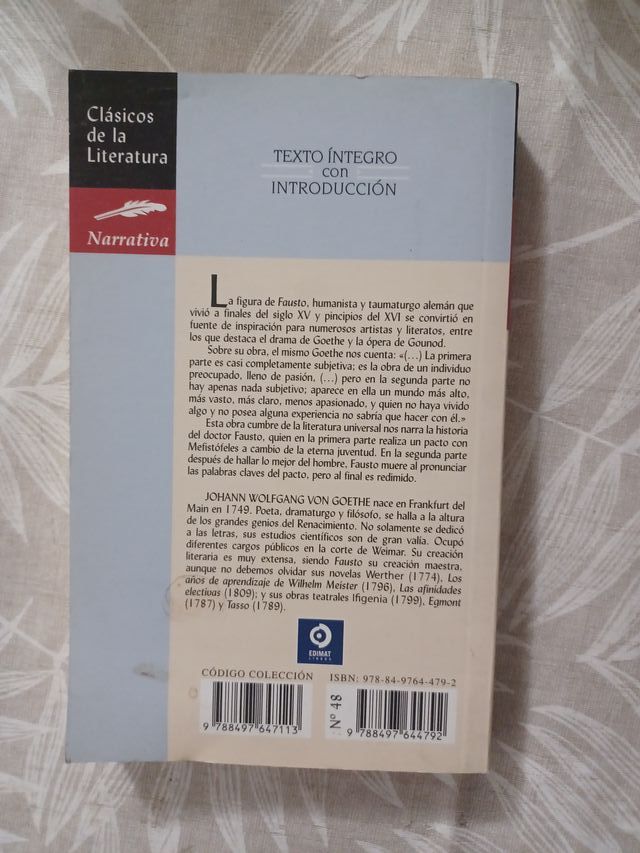 Clásicos
de la
Literatura
Narrativa
TEXTO ÍNTEGRO
con
INTRODUCCIÓN
La figura de Fausto, humanista y taumaturgo alemán que
vivió a finales del siglo XV y pincipios del XVI se convirtió en
fuente de inspiración para numerosos artistas y literatos, entre
los que destaca el drama de Goethe y la ópera de Gounod.
Sobre su obra, el mismo Goethe nos cuenta: «(...) La primera
parte es casi completamente subjetiva; es la obra de un individuo
preocupado, lleno de pasión, (...) pero en la segunda parte no
hay apenas nada subjetivo; aparece en ella un mundo más alto,
más vasto, más claro, menos apasionado, y quien no haya vivido
algo y no posea alguna experiencia no sabría que hacer con él.»
Esta obra cumbre de la literatura universal nos narra la historia
del doctor Fausto, quien en la primera parte realiza un pacto con
Mefistófeles a cambio de la eterna juventud. En la segunda parte
después de hallar lo mejor del hombre, Fausto muere al pronunciar
las palabras claves del pacto, pero al final es redimido.
JOHANN WOLFGANG VON GOETHE nace en Frankfurt del
Main en 1749. Poeta, dramaturgo y filósofo, se halla a la altura
de los grandes genios del Renacimiento. No solamente se dedicó
a las letras, sus estudios científicos son de gran valía. Ocupó
diferentes cargos públicos en la corte de Weimar. Su creación
literaria es muy extensa, siendo Fausto su creación maestra,
aunque no debemos olvidar sus novelas Werther (1774), Los
años de aprendizaje de Wilhelm Meister (1796), Las afinidades
electivas (1809); y sus obras teatrales Ifigenia (1799), Egmont
(1787) y Tasso (1789).
EDIMAT
LIBROS
CÓDIGO COLECCIÓN
ISBN: 978-84-9764-479-2
Nº 48
9 788497 647113
9 788497 644792